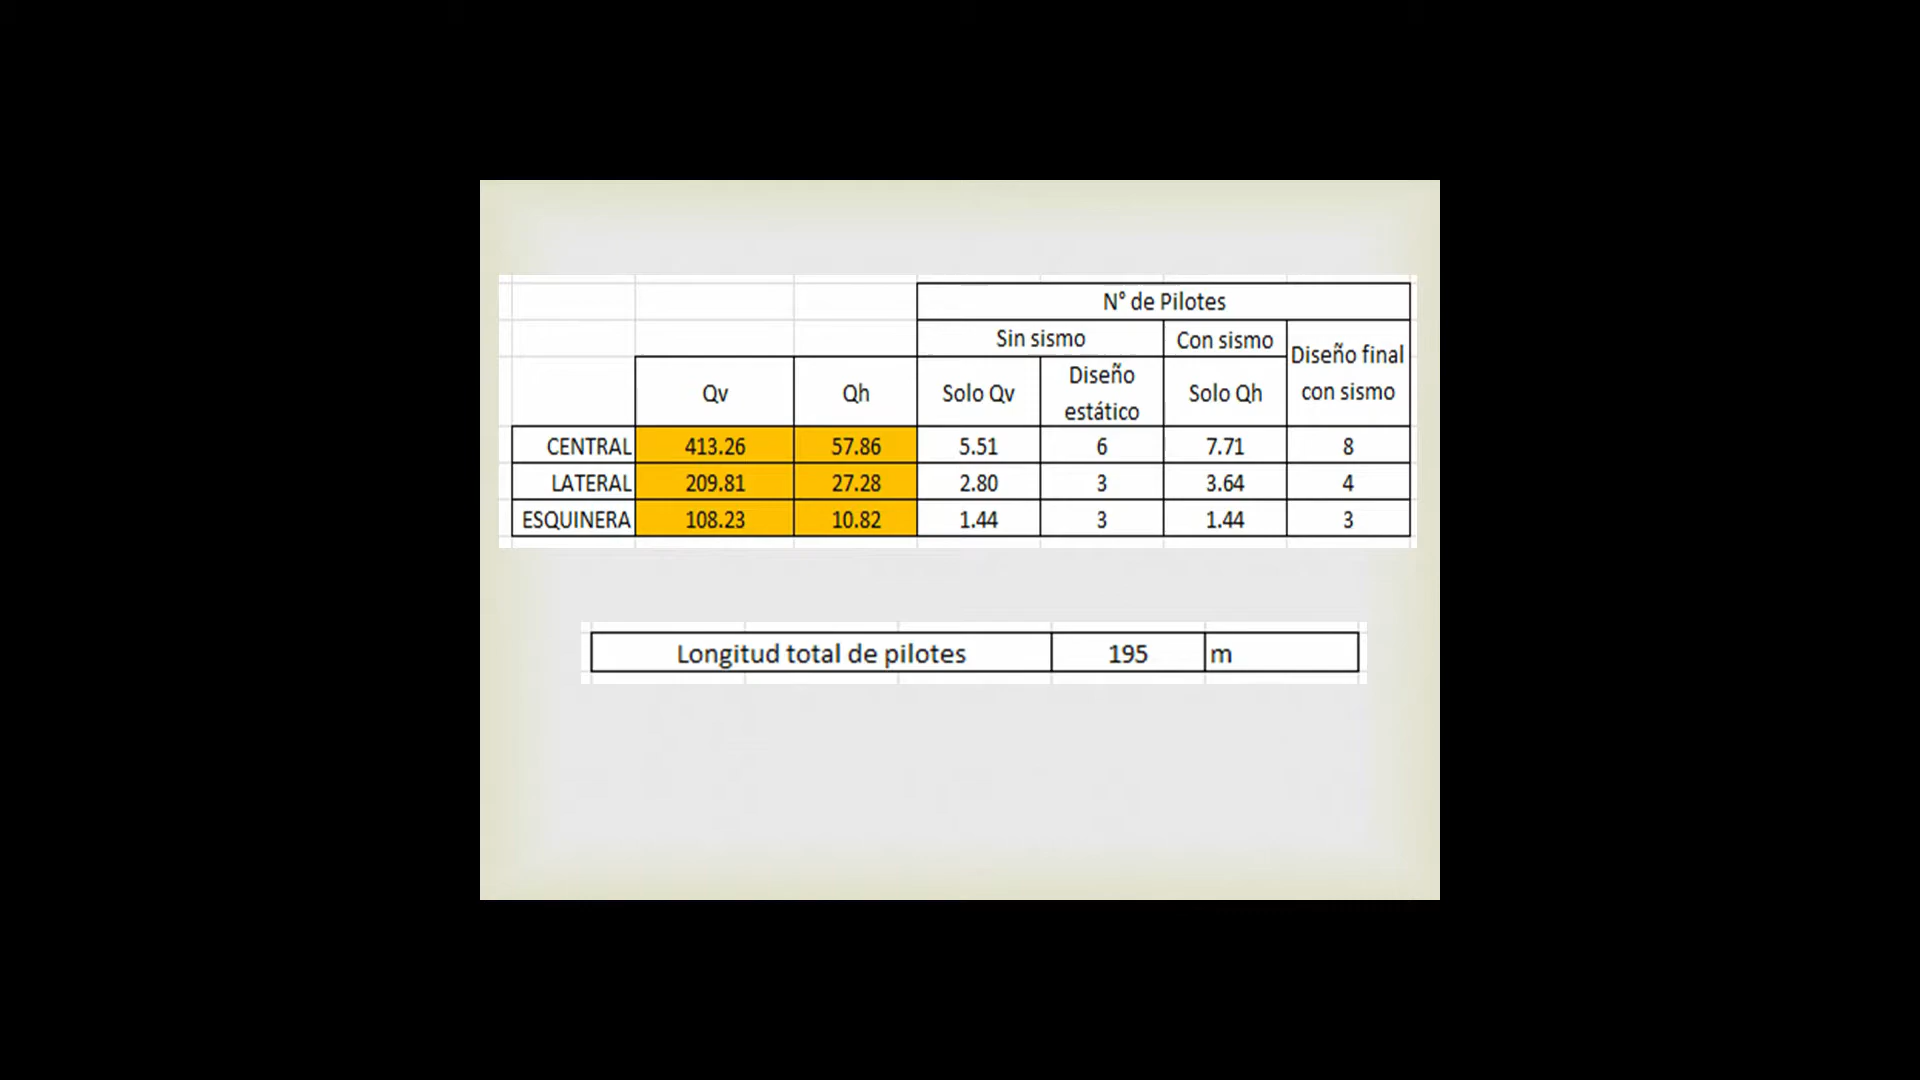 N° de Pilotes
Sin sismo Con sismo Diseño final con sismo
Qv Qh Solo Qv Diseño estático Solo Qh
CENTRAL 413.26 57.86 5.51 6 7.71 8
LATERAL 209.81 27.28 2.80 3 3.64 4
ESQUINERA 108.23 10.82 1.44 3 1.44 3
Longitud total de pilotes 195 m